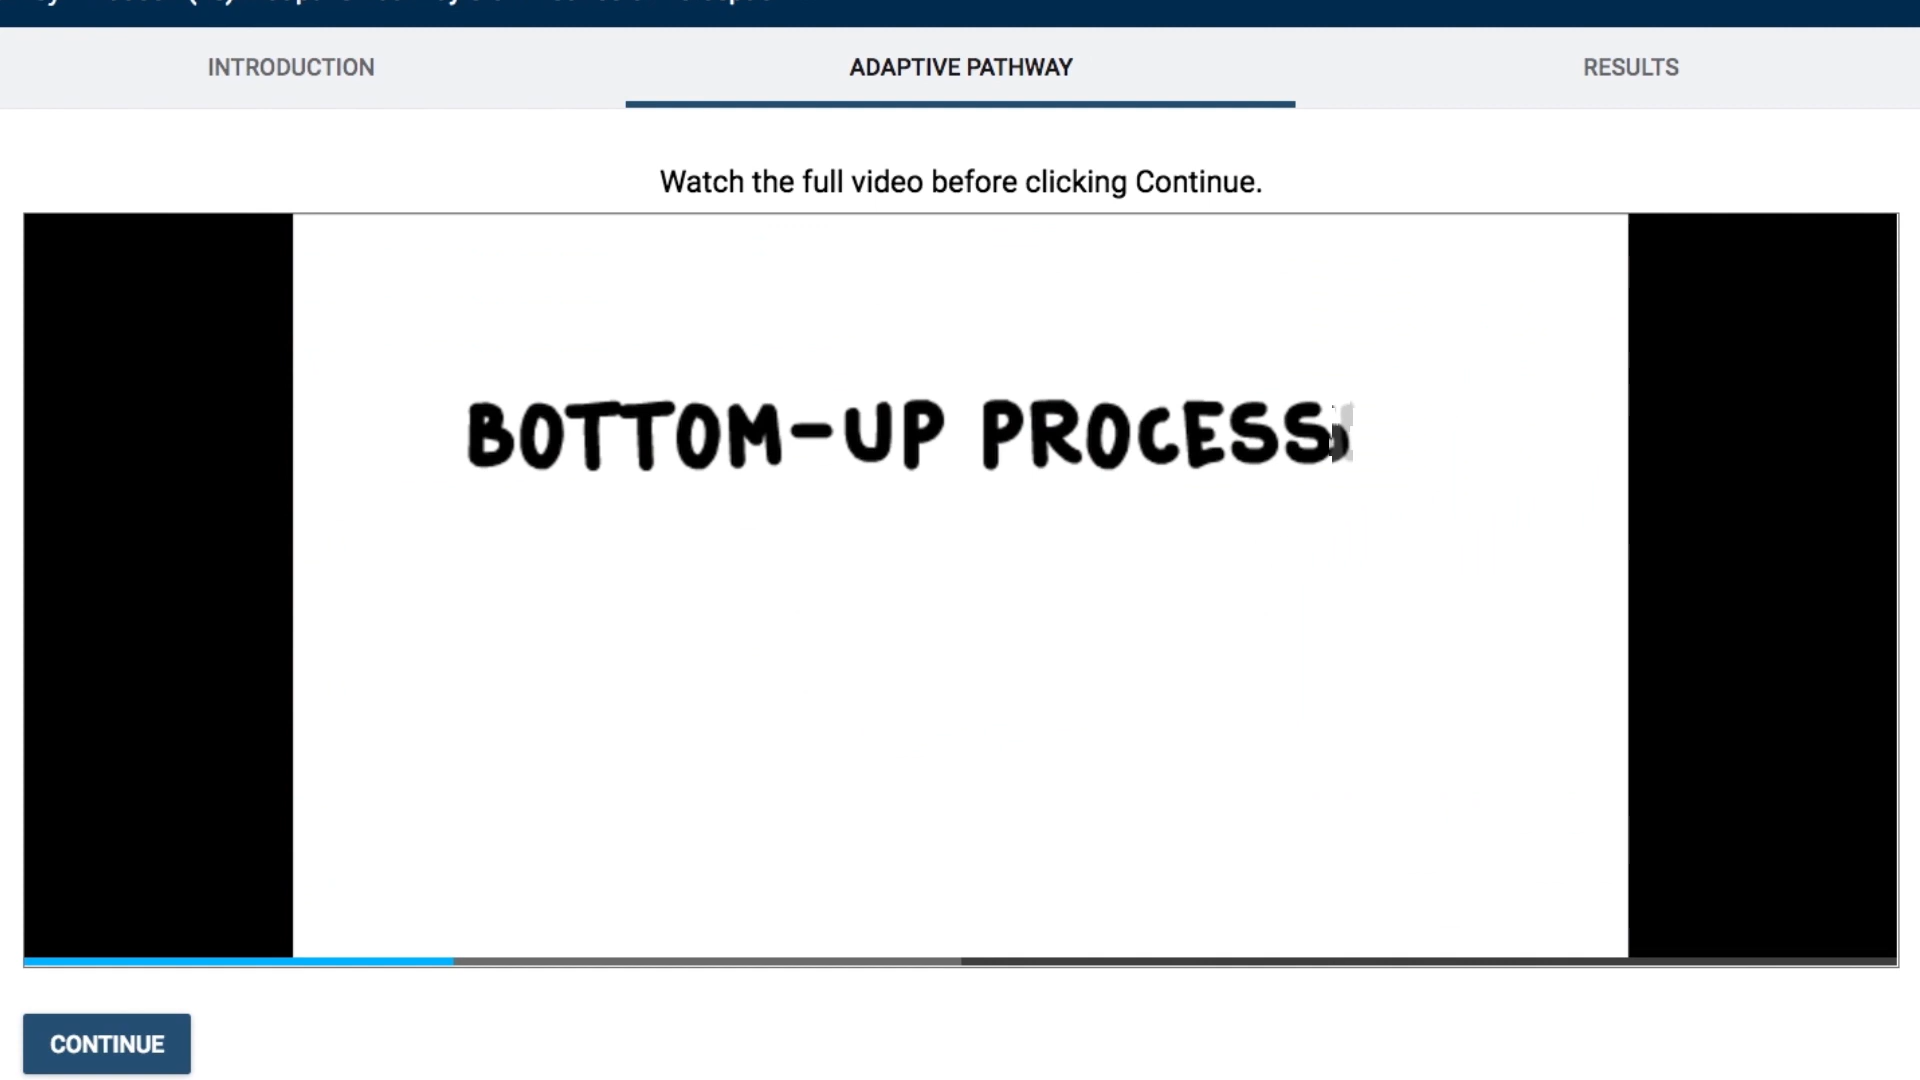 INTRODUCTION
ADAPTIVE PATHWAY
RESULTS
Watch the full video before clicking Continue.
BOTTOM-UP PROCESS
CONTINUE